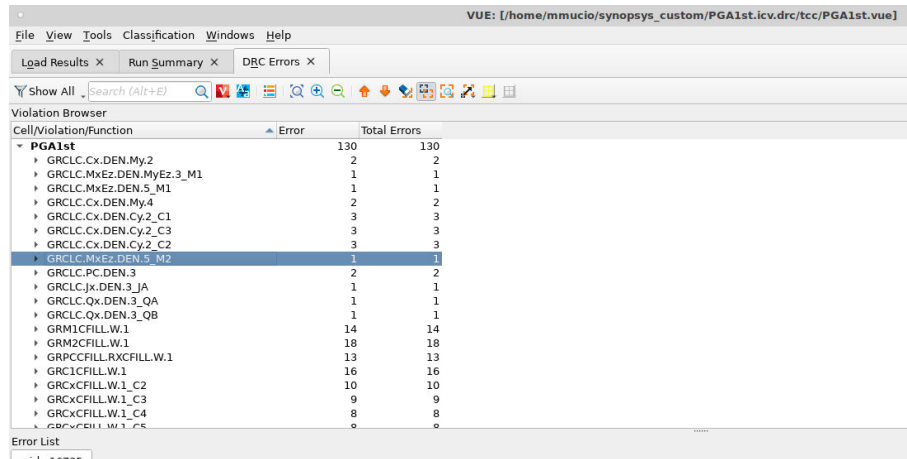 VUE: [/home/mmucio/synopsys_custom/PGA1st.icv.drc/tcc/PGA1st.vue]
File View Tools Classification Windows Help
Load Results × Run Summary × DRC Errors ×
Show All Search (Alt+E)
Violation Browser
Cell/Violation/Function Error Total Errors
PGA1st 130 130
GRCLC.Cx.DEN.My.2 2 2
GRCLC.MxEz.DEN.MyEz.3_M1 1 1
GRCLC.MxEz.DEN.5_M1 1 1
GRCLC.Cx.DEN.My.4 2 2
GRCLC.Cx.DEN.Cy.2_C1 3 3
GRCLC.Cx.DEN.Cy.2_C3 3 3
GRCLC.Cx.DEN.Cy.2_C2 3 3
GRCLC.MxEz.DEN.5_M2 1 1
GRCLC.PC.DEN.3 2 2
GRCLC.Jx.DEN.3_JA 1 1
GRCLC.Qx.DEN.3_QA 1 1
GRCLC.Qx.DEN.3_QB 1 1
GRM1CFILL.W.1 14 14
GRM2CFILL.W.1 18 18
GRPCCFILL.RXCFILL.W.1 13 13
GRC1CFILL.W.1 16 16
GRCxCFILL.W.1_C2 10 10
GRCxCFILL.W.1_C3 9 9
GRCxCFILL.W.1_C4 8 8
GRCxCFILL.W.1_C5 8 8
Error List